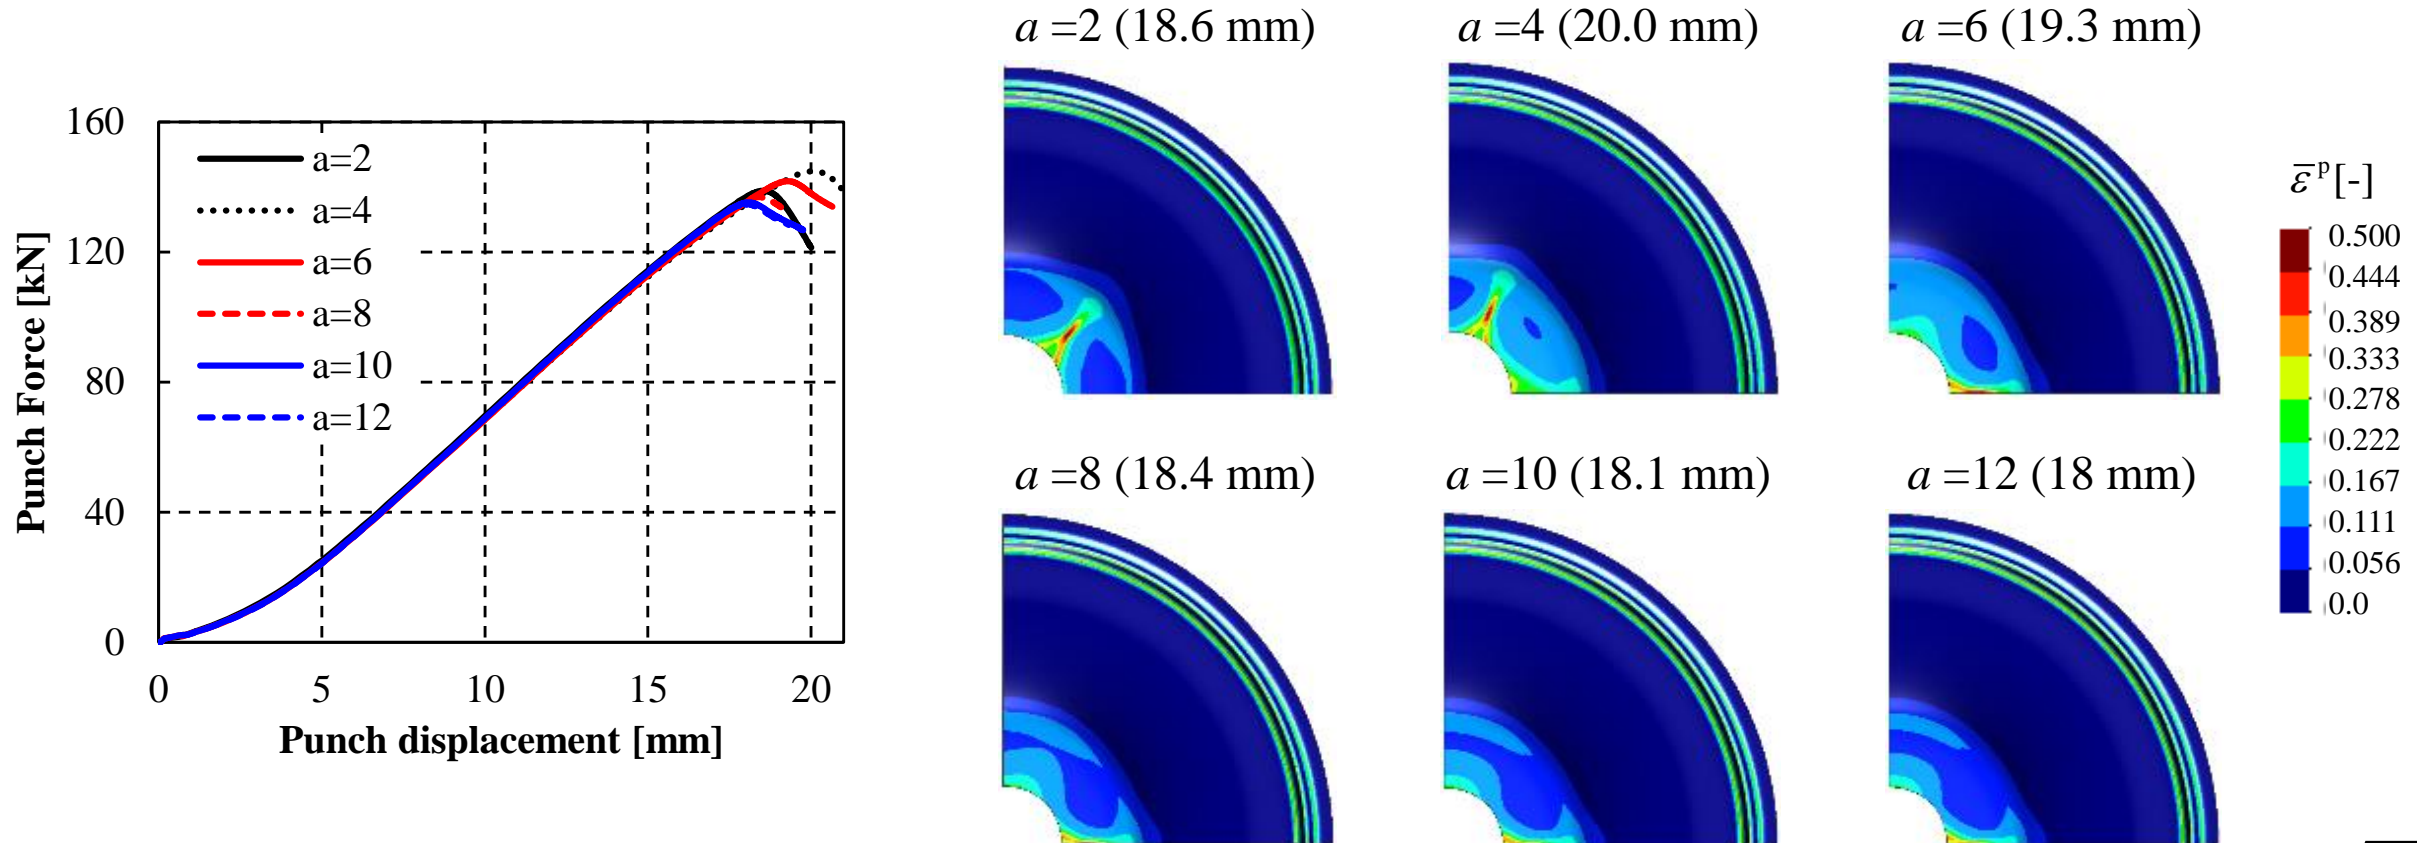 a =2 (18.6 mm)
a =4 (20.0 mm)
a =6 (19.3 mm)
160
120
80
40
0
Punch Force [kN]
a=2
a=4
a=6
a=8
a=10
a=12
0
5
10
15
20
Punch displacement [mm]
ε̅ᵖ[-]
0.500
0.444
0.389
0.333
0.278
0.222
0.167
0.111
0.056
0.0
a =8 (18.4 mm)
a =10 (18.1 mm)
a =12 (18 mm)